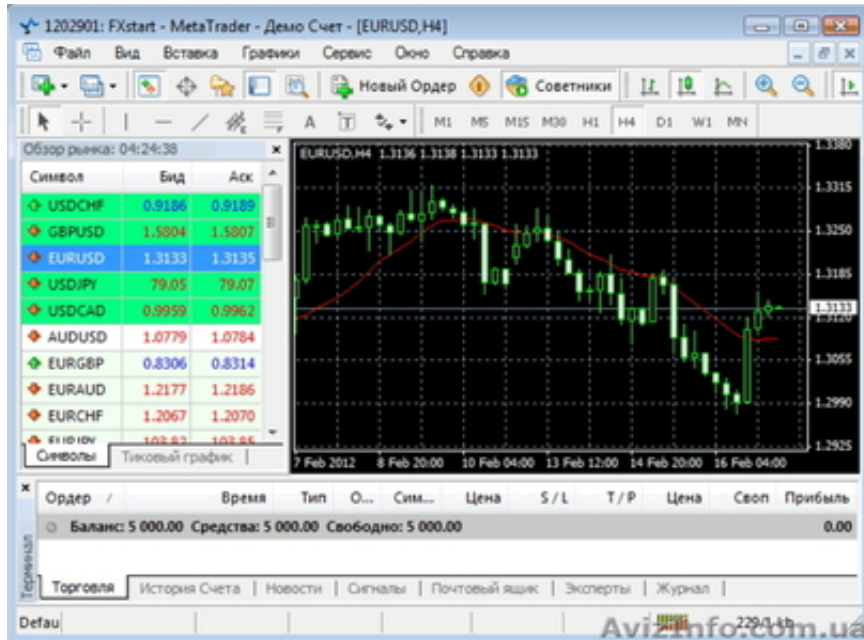 1202901: FXstart - MetaTrader - Демо Счет - [EURUSD,H4]
Файл Вид Вставка Графики Сервис Окно Справка
Новый Ордер Советники
A T M1 M5 M15 M30 H1 H4 D1 W1 MN
Обзор рынка: 04:24:38
Символ Бид Аск
USDCHF 0.9186 0.9189
GBPUSD 1.5804 1.5807
EURUSD 1.3133 1.3135
USDJPY 79.05 79.07
USDCAD 0.9959 0.9962
AUDUSD 1.0779 1.0784
EURGBP 0.8306 0.8314
EURAUD 1.2177 1.2186
EURCHF 1.2067 1.2070
EURJPY 103.82 103.85
Символы Тиковый график
EURUSD,H4 1.3136 1.3138 1.3133 1.3133
1.3380
1.3315
1.3250
1.3185
1.3133
1.3120
1.3055
1.2990
1.2925
7 Feb 2012 8 Feb 20:00 10 Feb 04:00 13 Feb 12:00 14 Feb 20:00 16 Feb 04:00
Ордер / Время Тип О... Сим... Цена S / L T / P Цена Своп Прибыль
Баланс: 5 000.00 Средства: 5 000.00 Свободно: 5 000.00 0.00
Терминал
Торговля История Счета Новости Сигналы Почтовый ящик Эксперты Журнал
Defau 229/1 kb
AvizInfo.com.ua